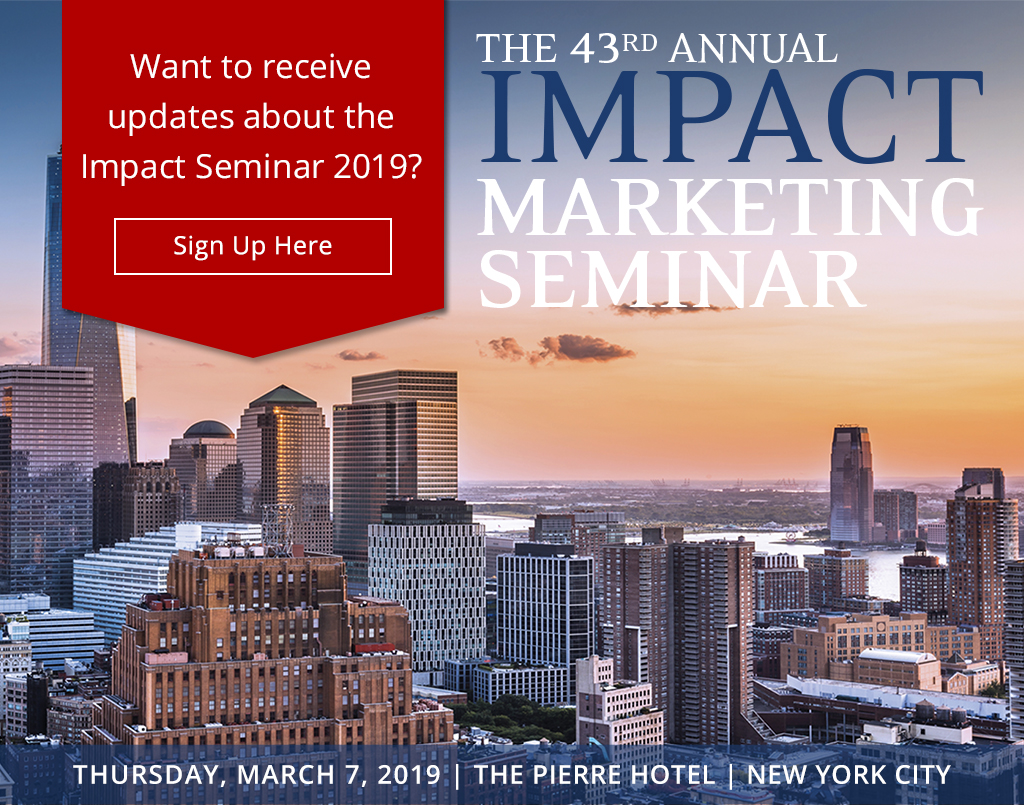 Want to receive
updates about the
Impact Seminar 2019?
Sign Up Here
THE 43RD ANNUAL
IMPACT
MARKETING
SEMINAR
THURSDAY, MARCH 7, 2019 | THE PIERRE HOTEL | NEW YORK CITY